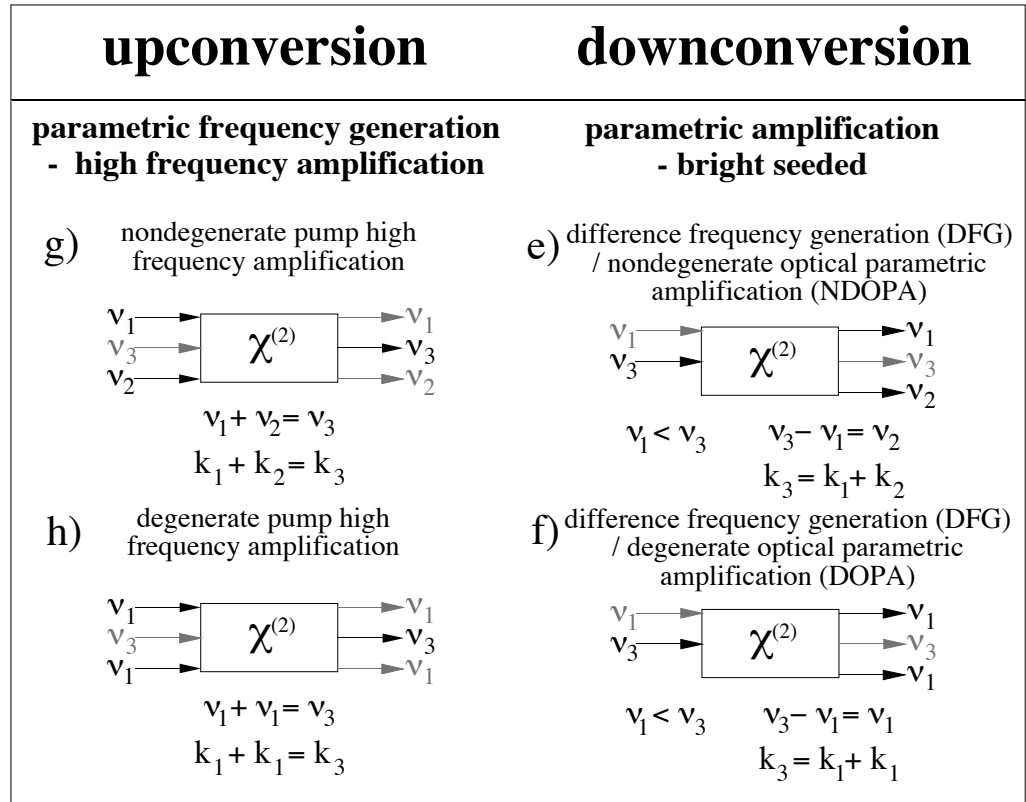 upconversion
downconversion
parametric frequency generation
- high frequency amplification
parametric amplification
- bright seeded
g)
nondegenerate pump high
frequency amplification
ν1
ν3
ν2
χ(2)
ν1
ν3
ν2
ν1 + ν2 = ν3
k1 + k2 = k3
e)
difference frequency generation (DFG)
/ nondegenerate optical parametric
amplification (NDOPA)
ν1
ν3
χ(2)
ν1
ν3
ν2
ν1 < ν3
ν3 − ν1 = ν2
k3 = k1 + k2
h)
degenerate pump high
frequency amplification
ν1
ν3
ν1
χ(2)
ν1
ν3
ν1
ν1 + ν1 = ν3
k1 + k1 = k3
f)
difference frequency generation (DFG)
/ degenerate optical parametric
amplification (DOPA)
ν1
ν3
χ(2)
ν1
ν3
ν1
ν1 < ν3
ν3 − ν1 = ν1
k3 = k1 + k1